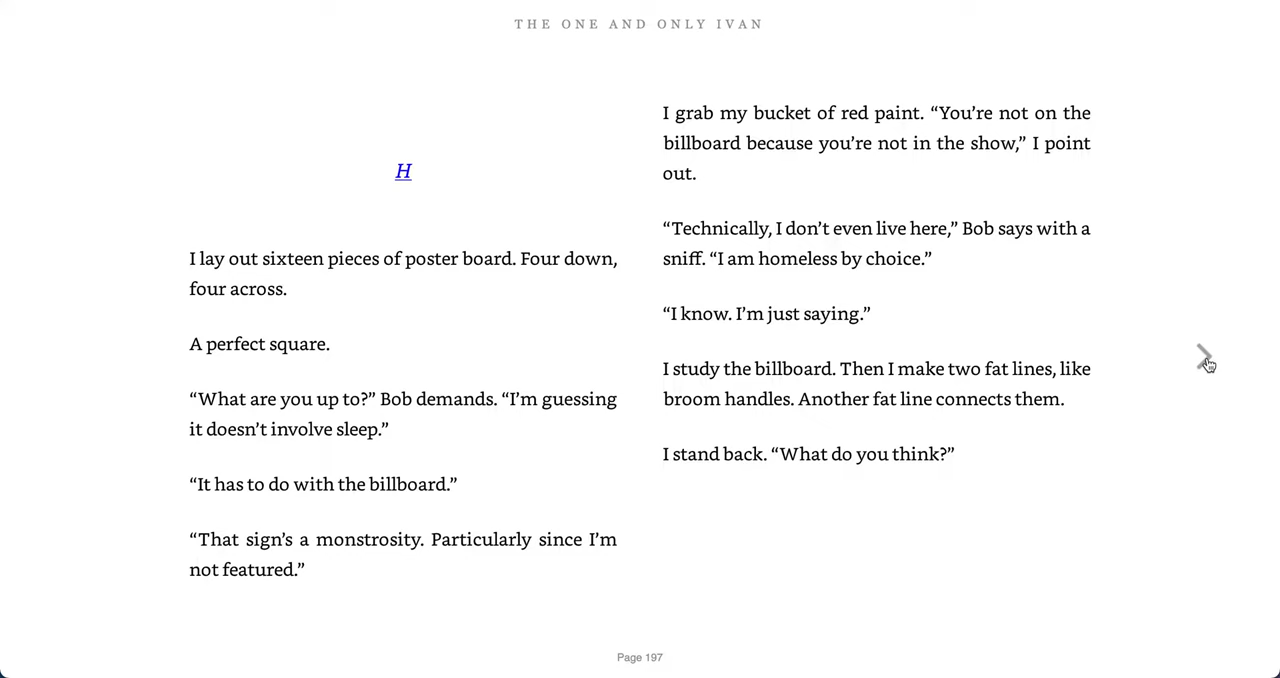 THE ONE AND ONLY IVAN
H
I lay out sixteen pieces of poster board. Four down,
four across.
A perfect square.
“What are you up to?” Bob demands. “I’m guessing
it doesn’t involve sleep.”
“It has to do with the billboard.”
“That sign’s a monstrosity. Particularly since I’m
not featured.”
I grab my bucket of red paint. “You’re not on the
billboard because you’re not in the show,” I point
out.
“Technically, I don’t even live here,” Bob says with a
sniff. “I am homeless by choice.”
“I know. I’m just saying.”
I study the billboard. Then I make two fat lines, like
broom handles. Another fat line connects them.
I stand back. “What do you think?”
Page 197